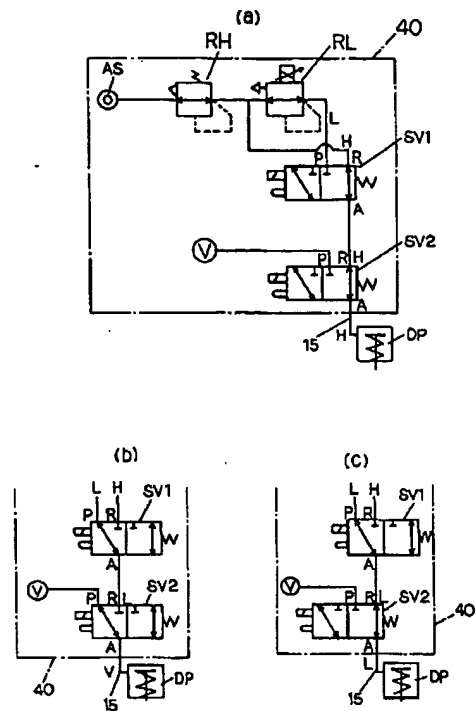 (a)
40
RH
RL
AS
L
H
P
R
SV1
A
SV2
V
P
R H
A
15
H
DP
(b)
(c)
L H
SV1
P R
A
V
P R L
SV2
A
40
V
15
DP
L H
SV1
P R
A
V
P R L
SV2
A
40
L
15
DP